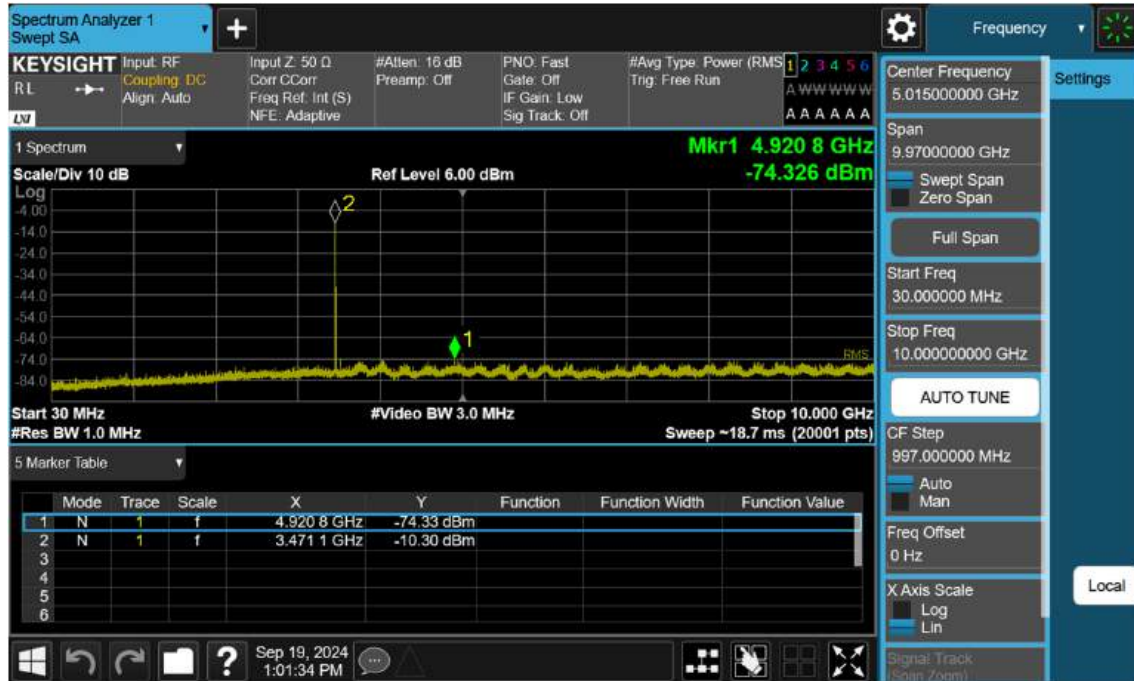 Spectrum Analyzer 1
Swept SA
Frequency
KEYSIGHT
RL
LXI
Input: RF
Coupling: DC
Align: Auto
Input Z: 50 Ω
Corr CCorr
Freq Ref: Int (S)
NFE: Adaptive
#Atten: 16 dB
Preamp: Off
PNO: Fast
Gate: Off
IF Gain: Low
Sig Track: Off
#Avg Type: Power (RMS
Trig: Free Run
1 2 3 4 5 6
A W W W W W
A A A A A A
1 Spectrum
Mkr1 4.920 8 GHz
-74.326 dBm
Scale/Div 10 dB
Ref Level 6.00 dBm
Log
-4.00
-14.0
-24.0
-34.0
-44.0
-54.0
-64.0
-74.0
-84.0
2
1
RMS
Start 30 MHz
#Video BW 3.0 MHz
Stop 10.000 GHz
#Res BW 1.0 MHz
Sweep ~18.7 ms (20001 pts)
5 Marker Table
Mode Trace Scale X Y Function Function Width Function Value
1 N 1 f 4.920 8 GHz -74.33 dBm
2 N 1 f 3.471 1 GHz -10.30 dBm
3
4
5
6
Sep 19, 2024
1:01:34 PM
Center Frequency
5.015000000 GHz
Span
9.97000000 GHz
Swept Span
Zero Span
Full Span
Start Freq
30.000000 MHz
Stop Freq
10.000000000 GHz
AUTO TUNE
CF Step
997.000000 MHz
Auto
Man
Freq Offset
0 Hz
X Axis Scale
Log
Lin
Signal Track
(Span Zoom)
Settings
Local